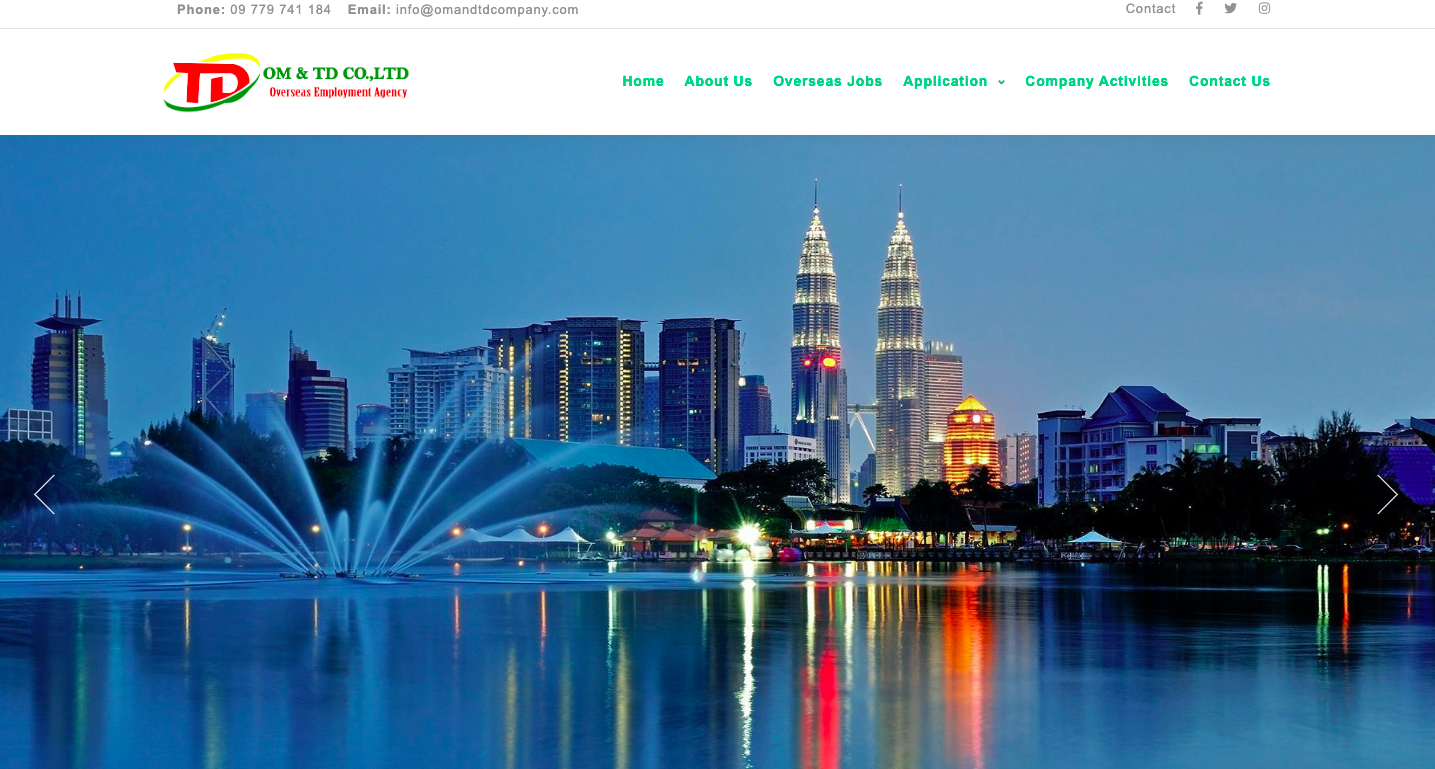 Phone: 09 779 741 184 Email: info@omandtdcompany.com Contact
TD OM & TD CO.,LTD
Overseas Employment Agency
Home About Us Overseas Jobs Application Company Activities Contact Us